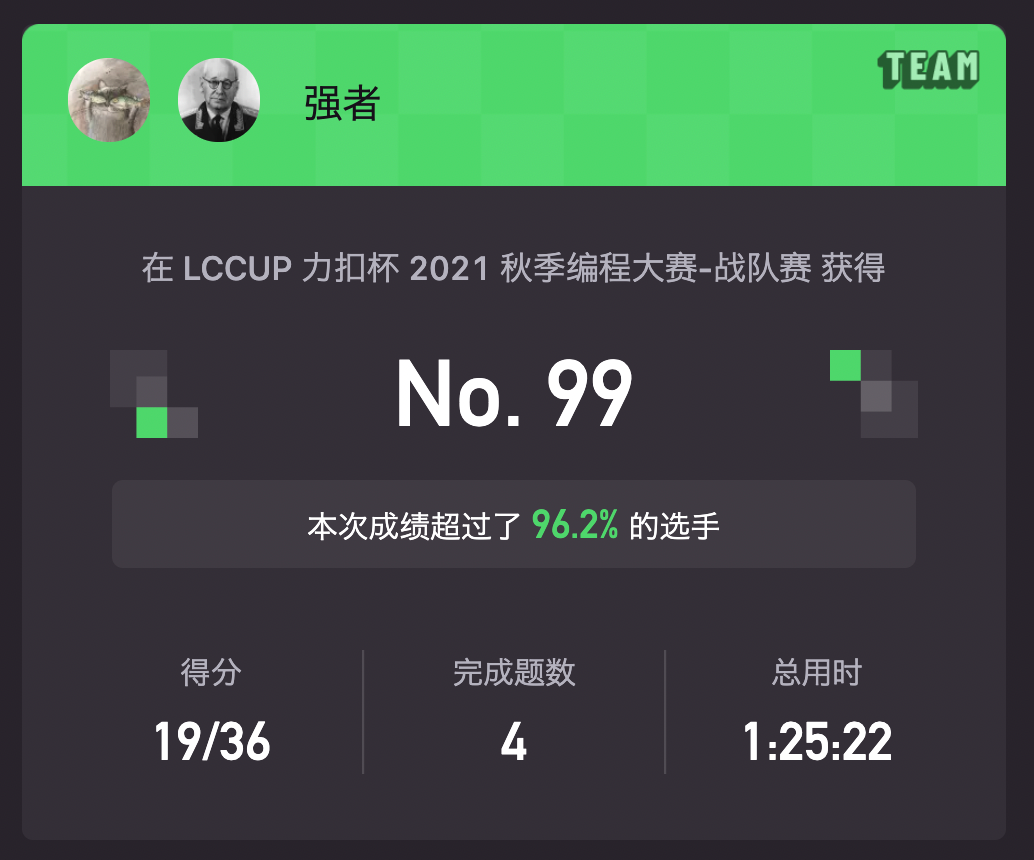 强者
TEAM
在 LCCUP 力扣杯 2021 秋季编程大赛-战队赛 获得
No. 99
本次成绩超过了 96.2% 的选手
得分 完成题数 总用时
19/36 4 1:25:22